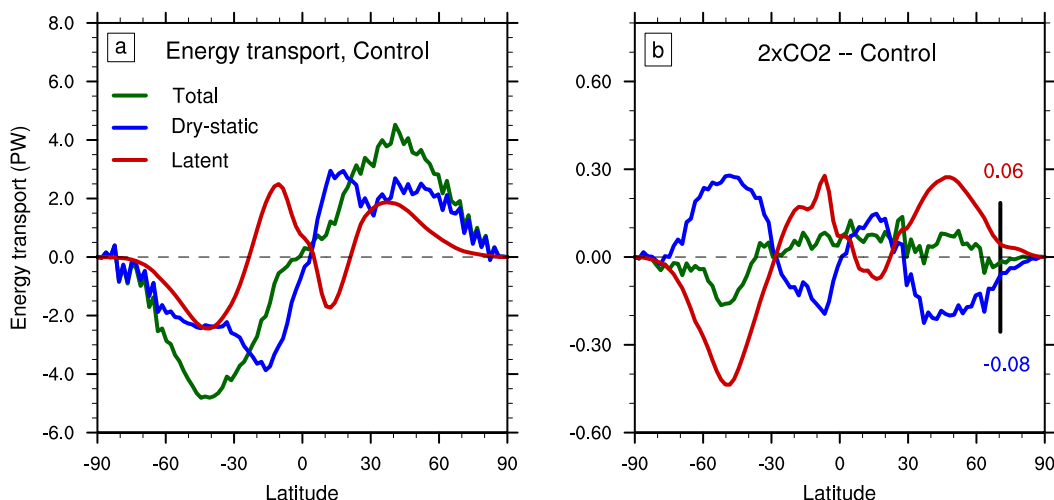 a
Energy transport, Control
Total
Dry-static
Latent
Energy transport (PW)
8.0
6.0
4.0
2.0
0.0
-2.0
-4.0
-6.0
-90
-60
-30
0
30
60
90
Latitude
b
2xCO2 -- Control
0.06
-0.08
0.60
0.30
0.00
-0.30
-0.60
-90
-60
-30
0
30
60
90
Latitude